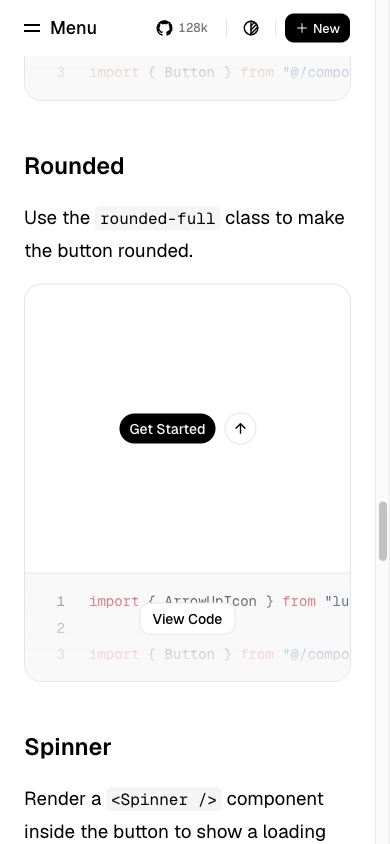 Menu 128k New
3 import { Button } from "@/compo
Rounded
Use the rounded-full class to make
the button rounded.
Get Started
1 import { ArrowUpIcon } from "lu
2
View Code
3 import { Button } from "@/compo
Spinner
Render a <Spinner /> component
inside the button to show a loading